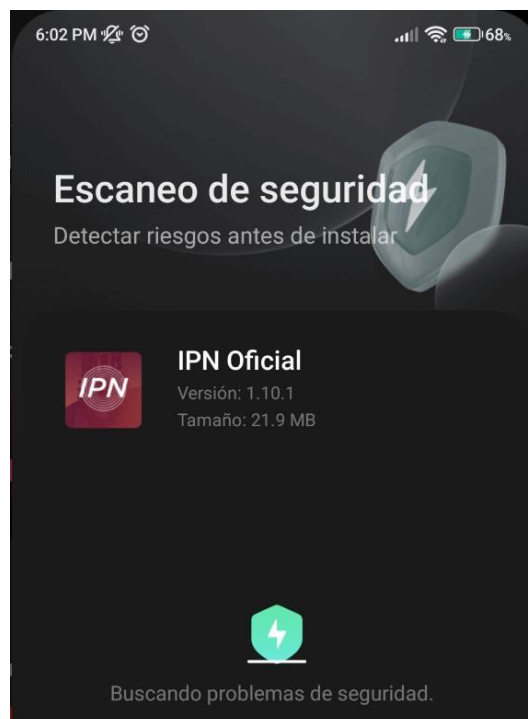 6:02 PM
68%
Escaneo de seguridad
Detectar riesgos antes de instalar
IPN
IPN Oficial
Versión: 1.10.1
Tamaño: 21.9 MB
Buscando problemas de seguridad.